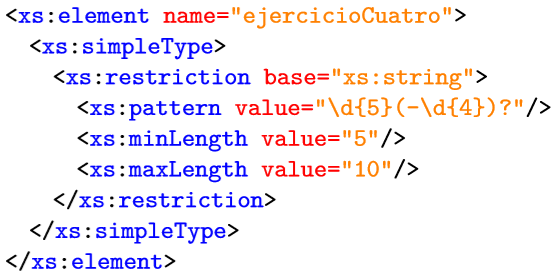 <xs:element name="ejercicioCuatro">
<xs:simpleType>
<xs:restriction base="xs:string">
<xs:pattern value="\d{5}(-\d{4})?"/>
<xs:minLength value="5"/>
<xs:maxLength value="10"/>
</xs:restriction>
</xs:simpleType>
</xs:element>